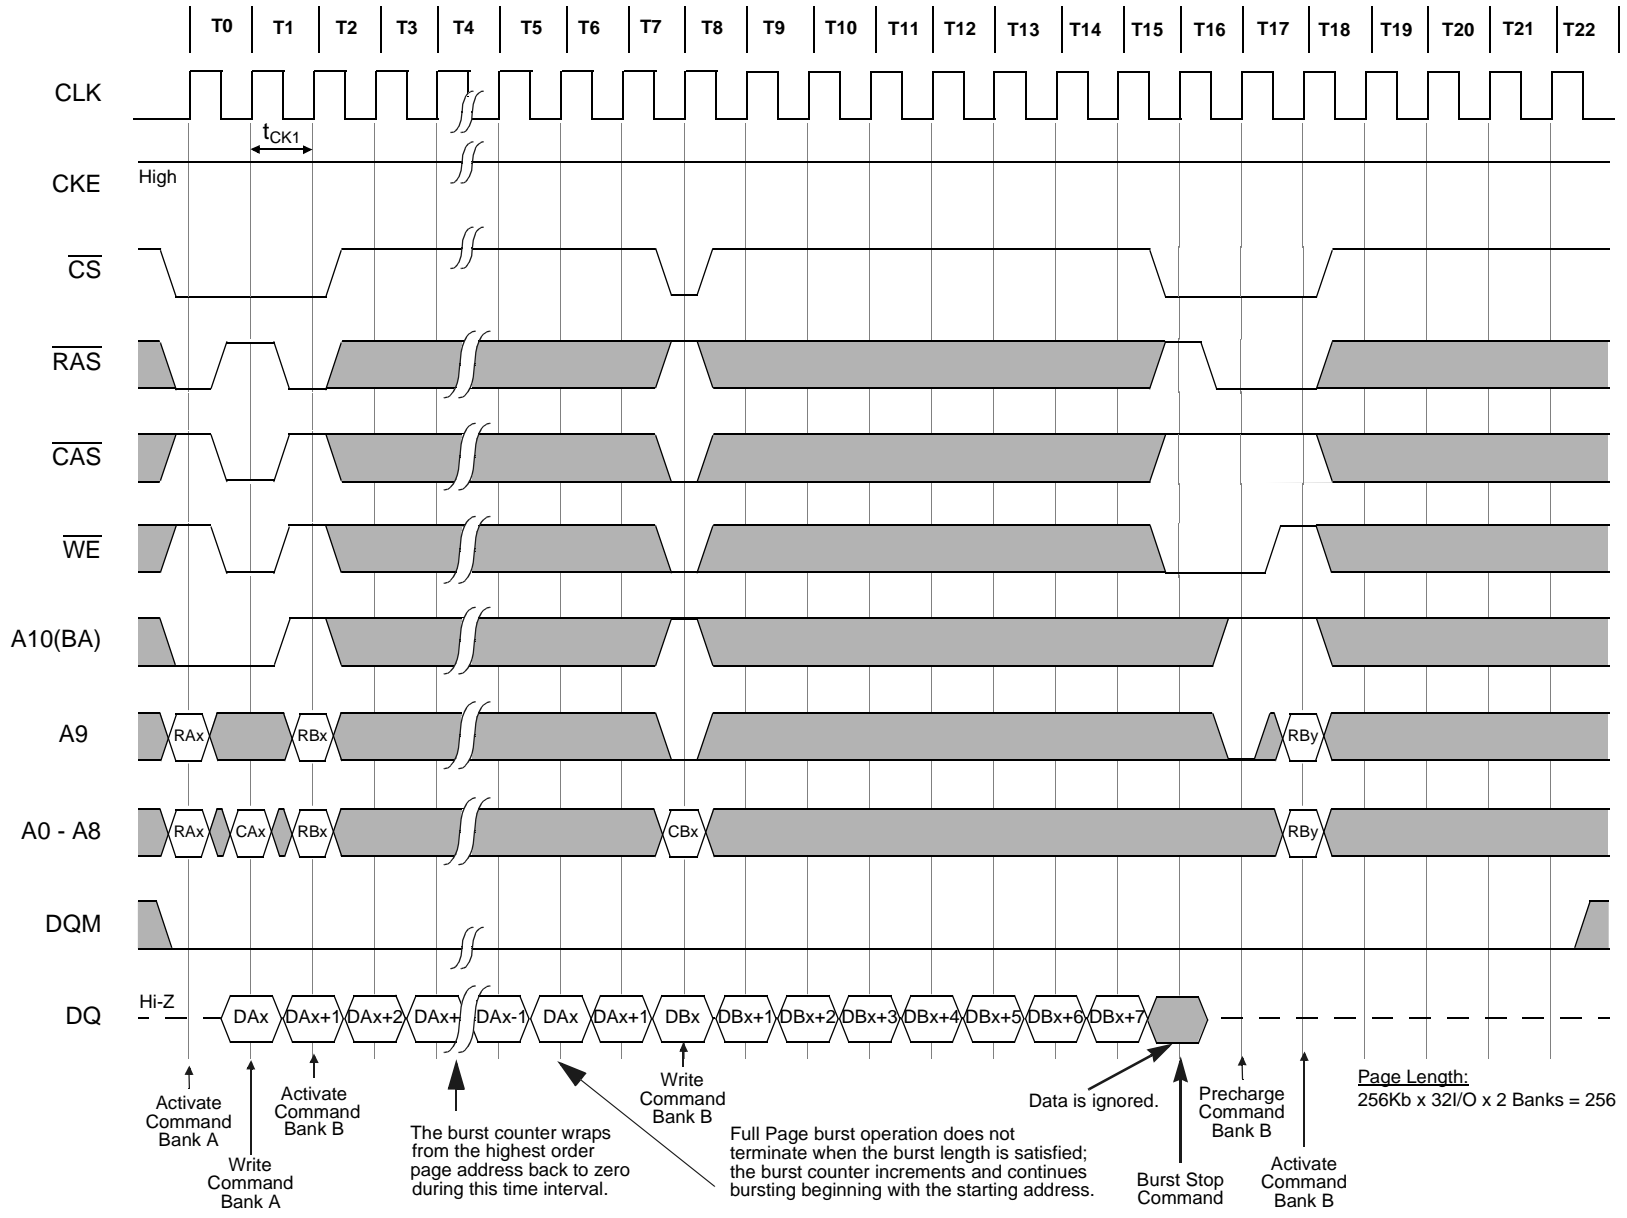 T0 T1 T2 T3 T4 T5 T6 T7 T8 T9 T10 T11 T12 T13 T14 T15 T16 T17 T18 T19 T20 T21 T22
CLK
tCK1
CKE
High
CS
RAS
CAS
WE
A10(BA)
A9
RAx RBx RBy
A0 - A8
RAx CAx RBx CBx RBy
DQM
DQ
Hi-Z
DAx DAx+1 DAx+2 DAx+ DAx-1 DAx DAx+1 DBx DBx+1 DBx+2 DBx+3 DBx+4 DBx+5 DBx+6 DBx+7
Activate
Command
Bank A
Write
Command
Bank A
Activate
Command
Bank B
The burst counter wraps
from the highest order
page address back to zero
during this time interval.
Write
Command
Bank B
Full Page burst operation does not
terminate when the burst length is satisfied;
the burst counter increments and continues
bursting beginning with the starting address.
Data is ignored.
Burst Stop
Command
Precharge
Command
Bank B
Activate
Command
Bank B
Page Length:
256Kb x 32I/O x 2 Banks = 256